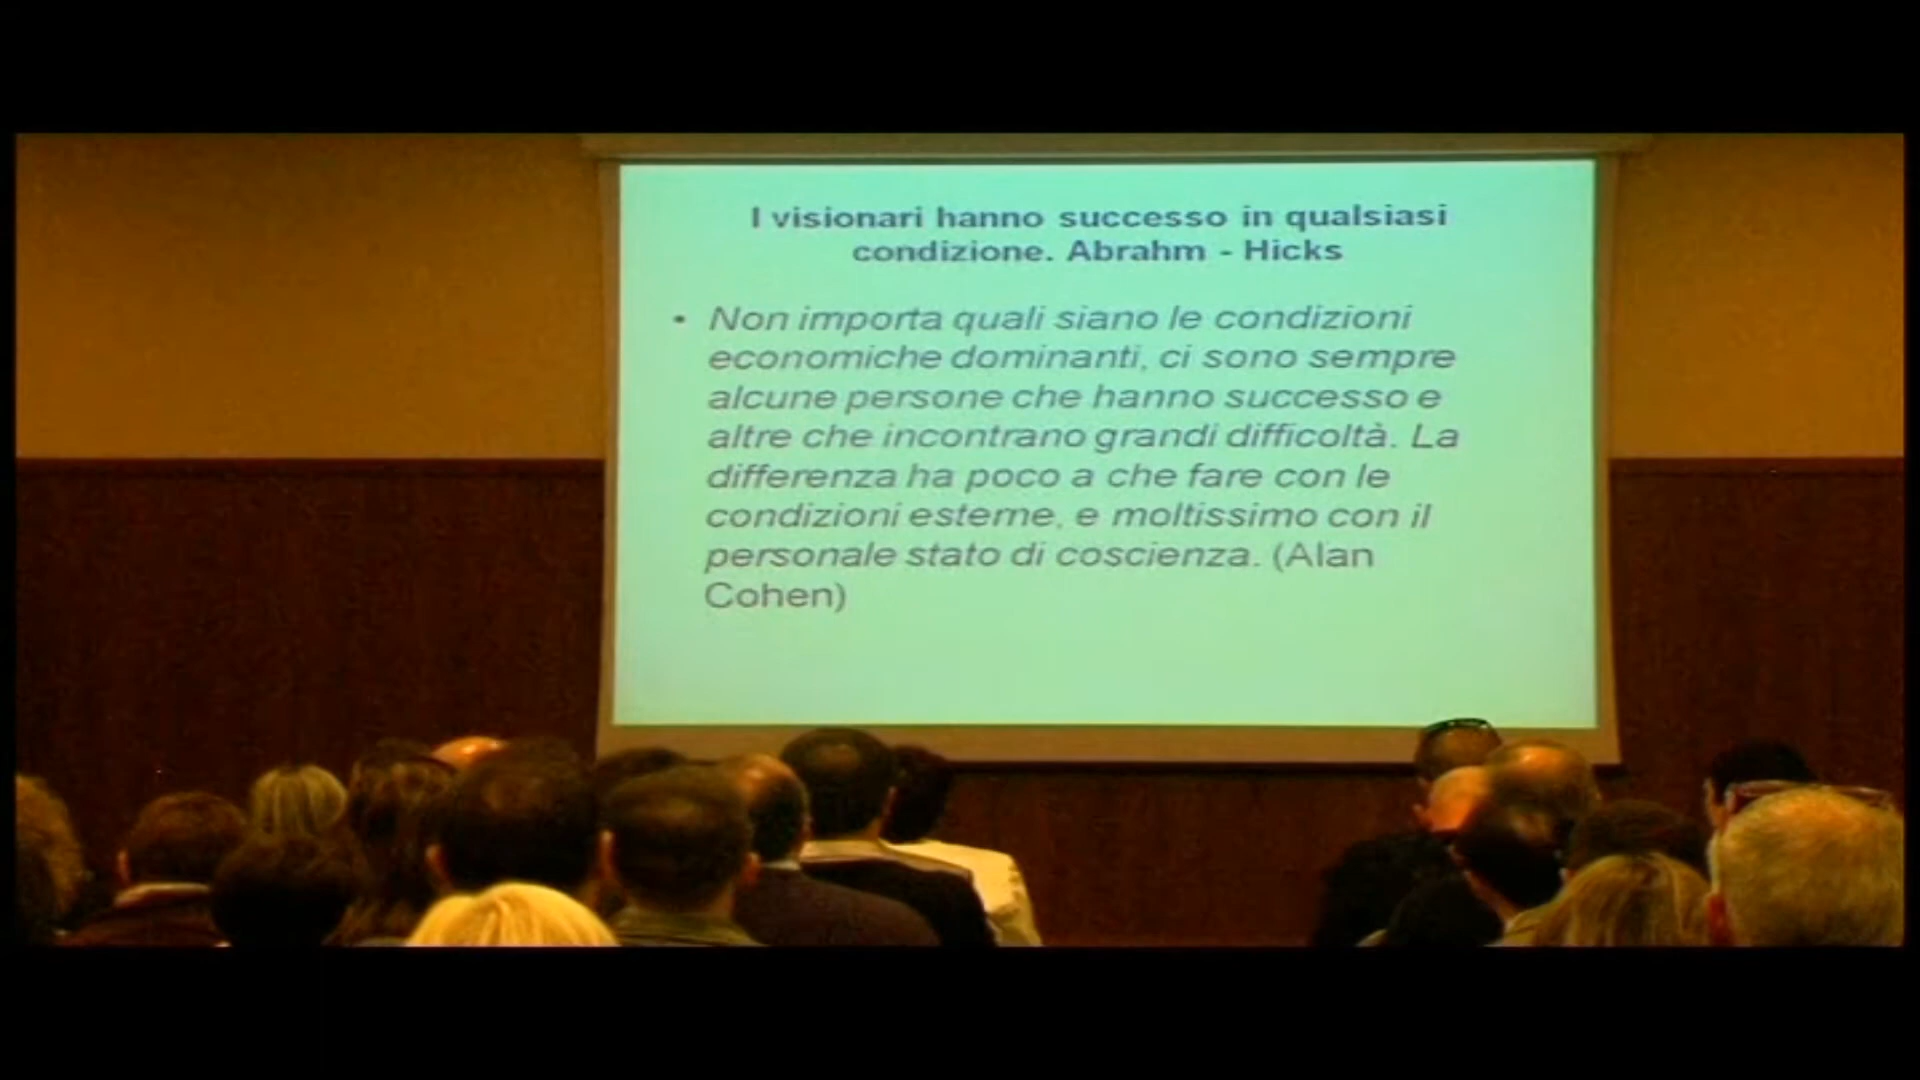 I visionari hanno successo in qualsiasi
condizione. Abrahm - Hicks
• Non importa quali siano le condizioni
economiche dominanti, ci sono sempre
alcune persone che hanno successo e
altre che incontrano grandi difficoltà. La
differenza ha poco a che fare con le
condizioni esterne, e moltissimo con il
personale stato di coscienza. (Alan
Cohen)